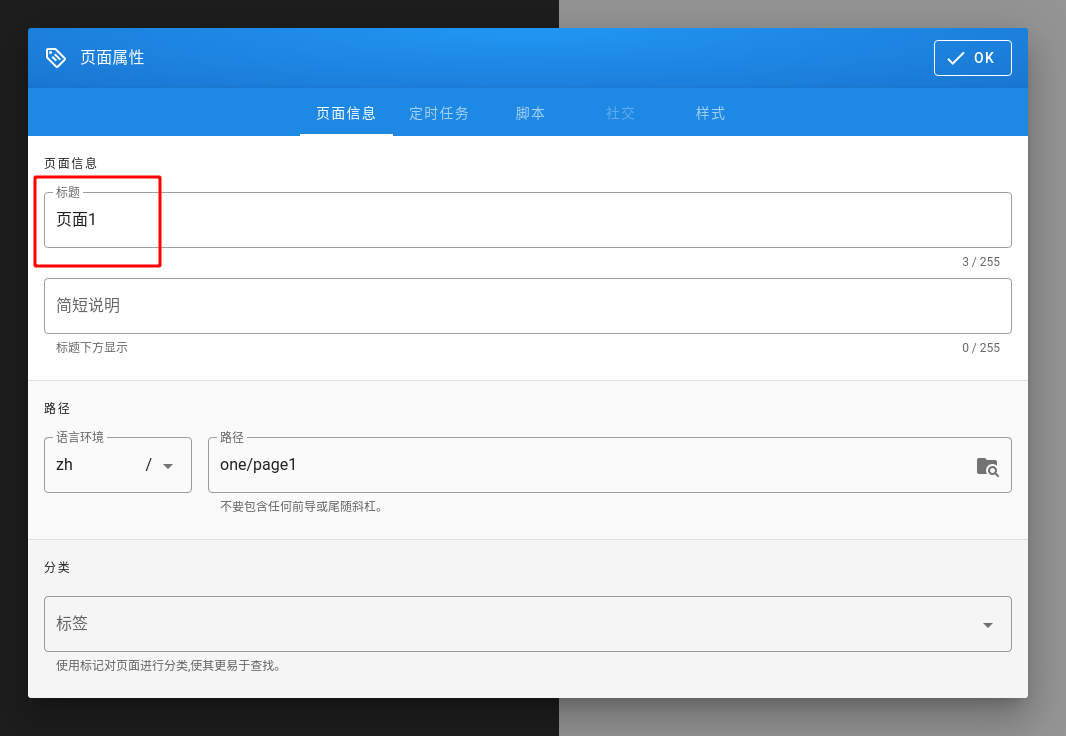 页面属性
OK
页面信息 定时任务 脚本 社交 样式
页面信息
标题
页面1
3 / 255
简短说明
标题下方显示 0 / 255
路径
语言环境 路径
zh / one/page1
不要包含任何前导或尾随斜杠。
分类
标签
使用标记对页面进行分类,使其更易于查找。